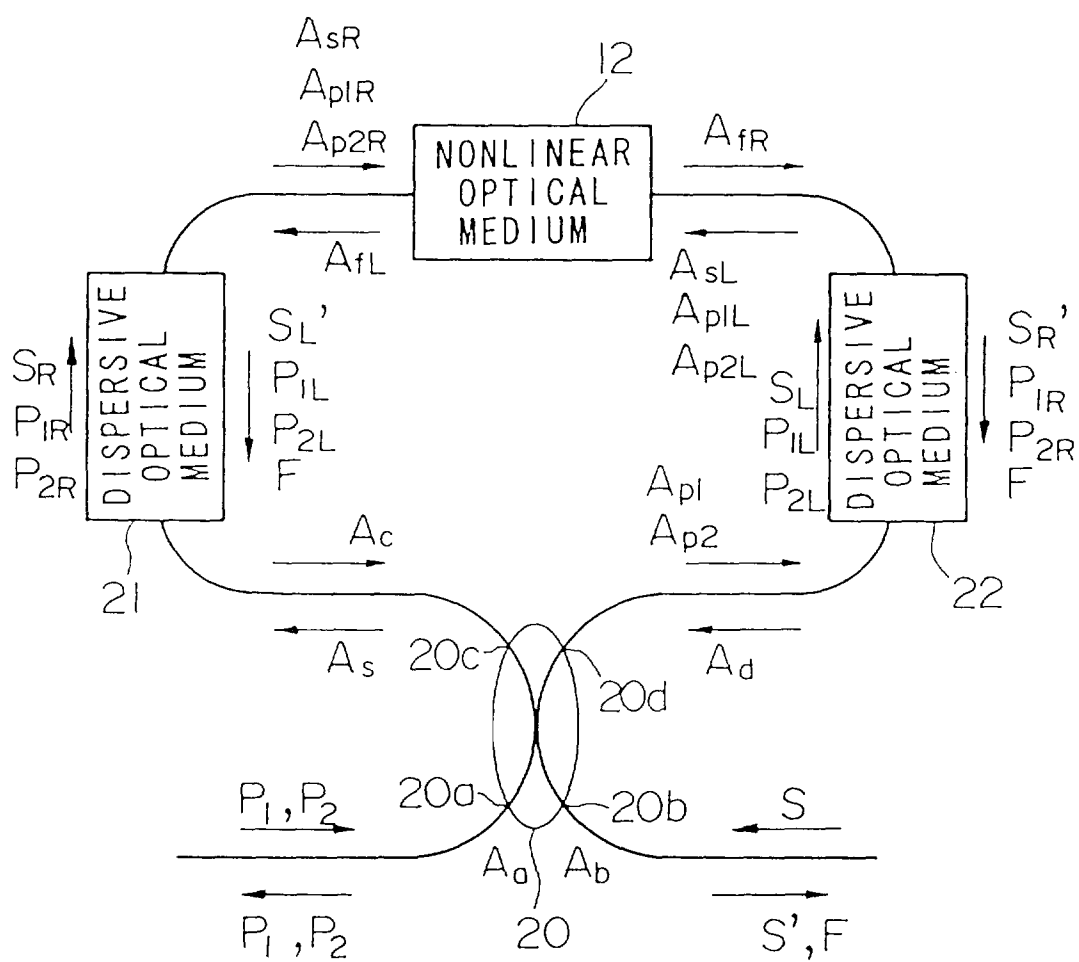 AsR
Ap1R
Ap2R
12
NONLINEAR
OPTICAL
MEDIUM
AfR
AfL
AsL
Ap1L
Ap2L
SR
P1R
P2R
DISPERSIVE
OPTICAL
MEDIUM
SL'
P1L
P2L
F
SL
P1L
P2L
DISPERSIVE
OPTICAL
MEDIUM
SR'
P1R
P2R
F
21
Ac
Ap1
Ap2
22
As
20c
20d
Ad
P1, P2
20a
20b
S
Aa
Ab
P1, P2
20
S', F